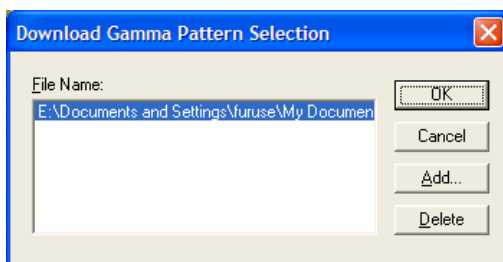 Download Gamma Pattern Selection
File Name:
E:\Documents and Settings\furuse\My Documen
OK
Cancel
Add...
Delete